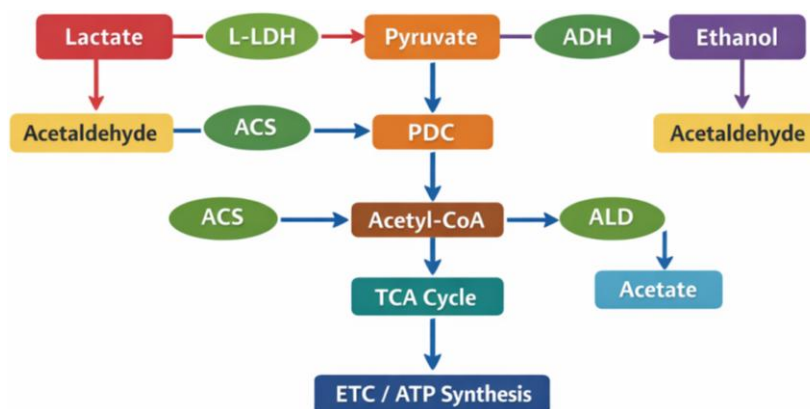 Lactate
L-LDH
Pyruvate
ADH
Ethanol
Acetaldehyde
ACS
PDC
Acetaldehyde
ACS
Acetyl-CoA
ALD
TCA Cycle
Acetate
ETC / ATP Synthesis